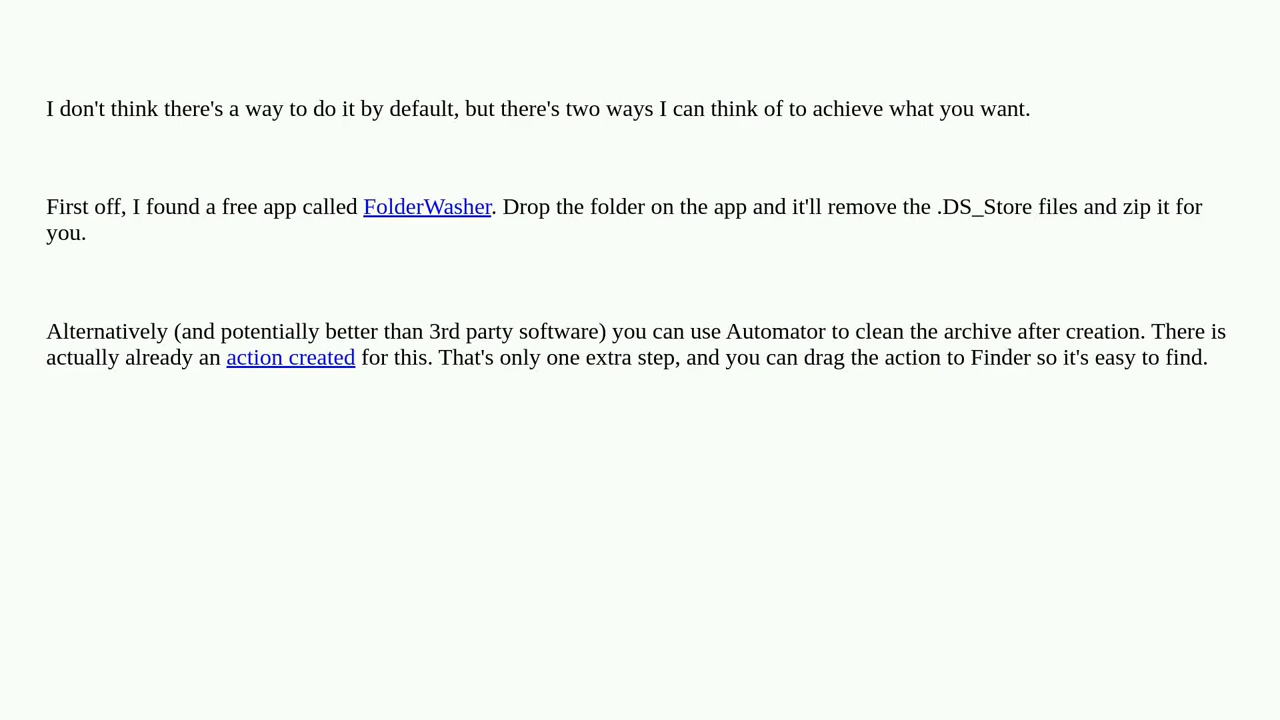 I don't think there's a way to do it by default, but there's two ways I can think of to achieve what you want.
First off, I found a free app called FolderWasher. Drop the folder on the app and it'll remove the .DS_Store files and zip it for
you.
Alternatively (and potentially better than 3rd party software) you can use Automator to clean the archive after creation. There is
actually already an action created for this. That's only one extra step, and you can drag the action to Finder so it's easy to find.